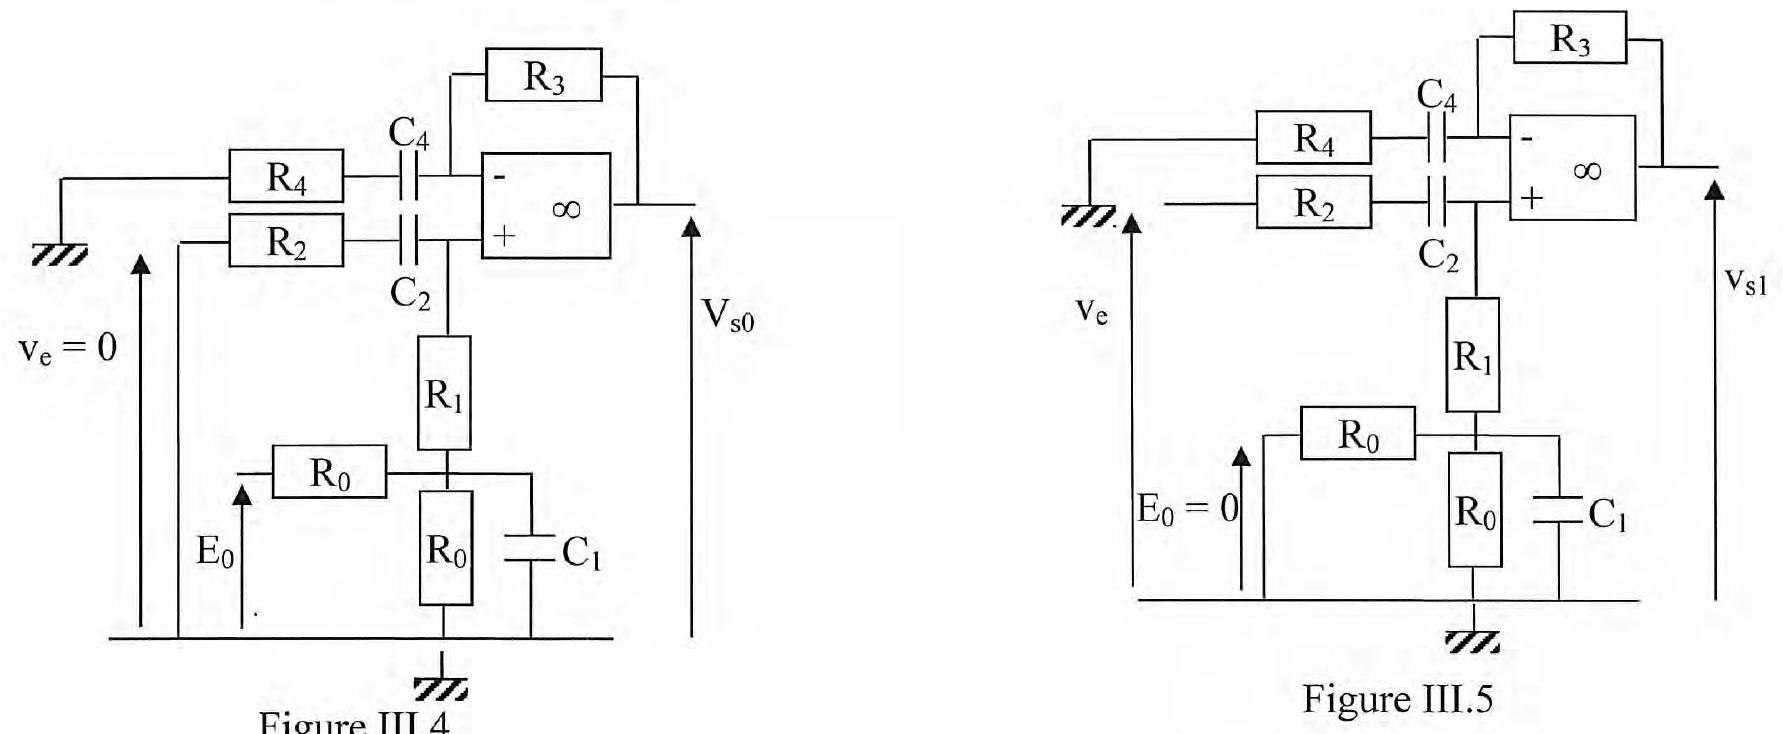 R₃
C₄
R₄
-
∞
R₂
+
C₂
vₑ = 0
Vₛ₀
R₁
R₀
E₀
R₀
C₁
Figure III.4
R₃
C₄
R₄
-
∞
R₂
+
C₂
vₑ
vₛ₁
R₁
R₀
E₀ = 0
R₀
C₁
Figure III.5